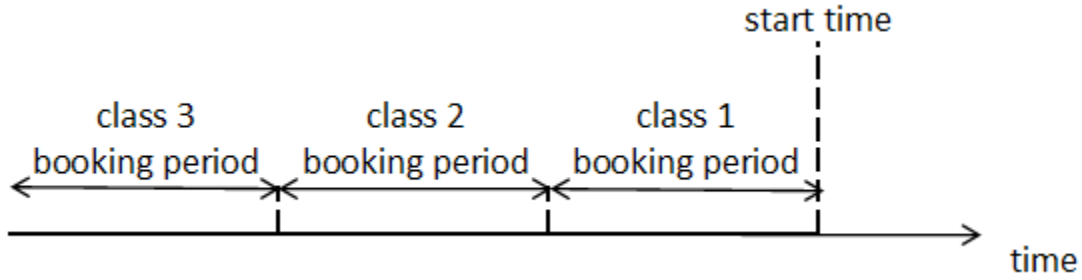 start time
class 3
booking period
class 2
booking period
class 1
booking period
time